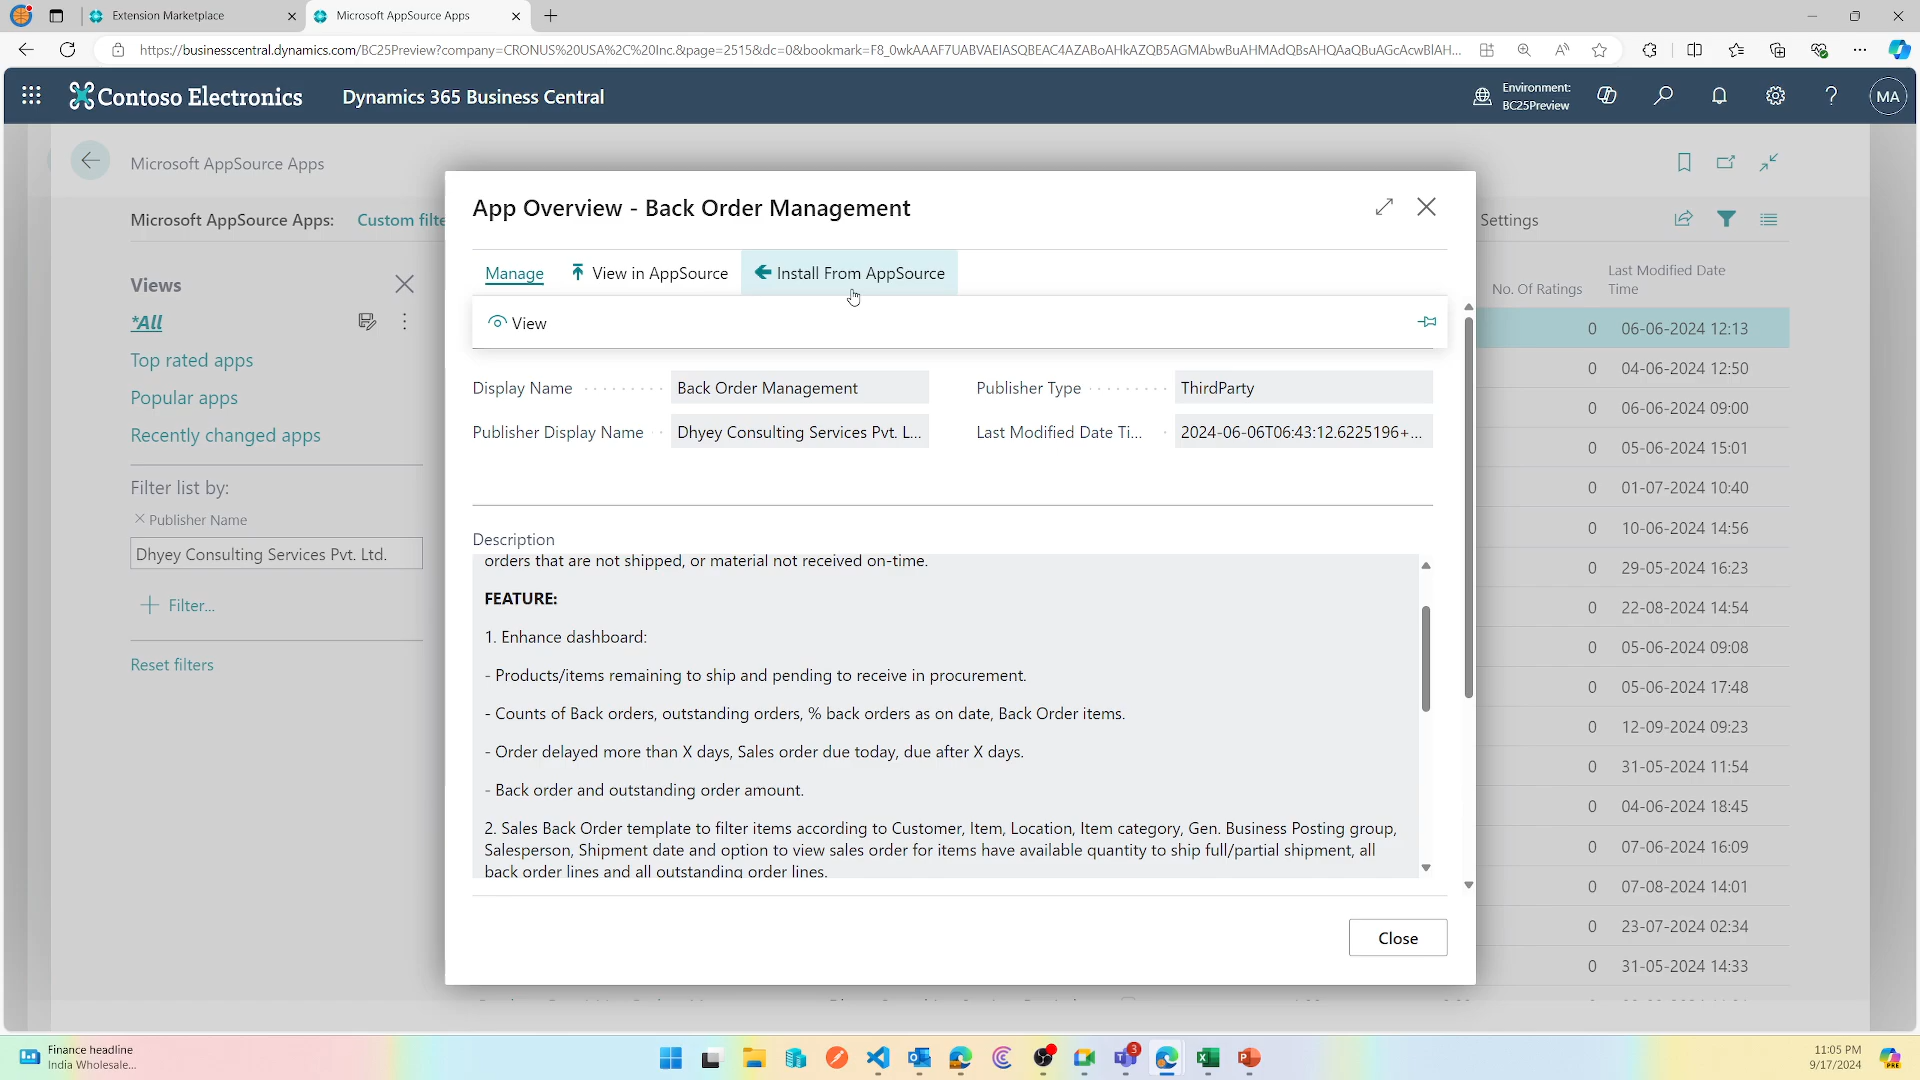 Extension Marketplace
Microsoft AppSource Apps
https://businesscentral.dynamics.com/BC25Preview?company=CRONUS%20USA%2C%20Inc.&page=2515&dc=0&bookmark=F8_0wkAAAF7UABVAEIASQBEAC4AZABoAHkAZQB5AGMAbwBuAHMAdQBsAHQAaQBuAGcAcwBlAH...
Contoso Electronics
Dynamics 365 Business Central
Environment:
BC25Preview
MA
Microsoft AppSource Apps
Microsoft AppSource Apps:
Custom filte
Settings
Views
*All
Top rated apps
Popular apps
Recently changed apps
Filter list by:
× Publisher Name
Dhyey Consulting Services Pvt. Ltd.
+ Filter...
Reset filters
App Overview - Back Order Management
Manage
View in AppSource
Install From AppSource
View
Display Name
Back Order Management
Publisher Type
ThirdParty
Publisher Display Name
Dhyey Consulting Services Pvt. L...
Last Modified Date Ti...
2024-06-06T06:43:12.6225196+...
Description
orders that are not shipped, or material not received on-time.
FEATURE:
1. Enhance dashboard:
- Products/items remaining to ship and pending to receive in procurement.
- Counts of Back orders, outstanding orders, % back orders as on date, Back Order items.
- Order delayed more than X days, Sales order due today, due after X days.
- Back order and outstanding order amount.
2. Sales Back Order template to filter items according to Customer, Item, Location, Item category, Gen. Business Posting group,
Salesperson, Shipment date and option to view sales order for items have available quantity to ship full/partial shipment, all
back order lines and all outstanding order lines.
Close
No. Of Ratings
Last Modified Date
Time
0 06-06-2024 12:13
0 04-06-2024 12:50
0 06-06-2024 09:00
0 05-06-2024 15:01
0 01-07-2024 10:40
0 10-06-2024 14:56
0 29-05-2024 16:23
0 22-08-2024 14:54
0 05-06-2024 09:08
0 05-06-2024 17:48
0 12-09-2024 09:23
0 31-05-2024 11:54
0 04-06-2024 18:45
0 07-06-2024 16:09
0 07-08-2024 14:01
0 23-07-2024 02:34
0 31-05-2024 14:33
Finance headline
India Wholesale...
3
11:05 PM
9/17/2024
PRE